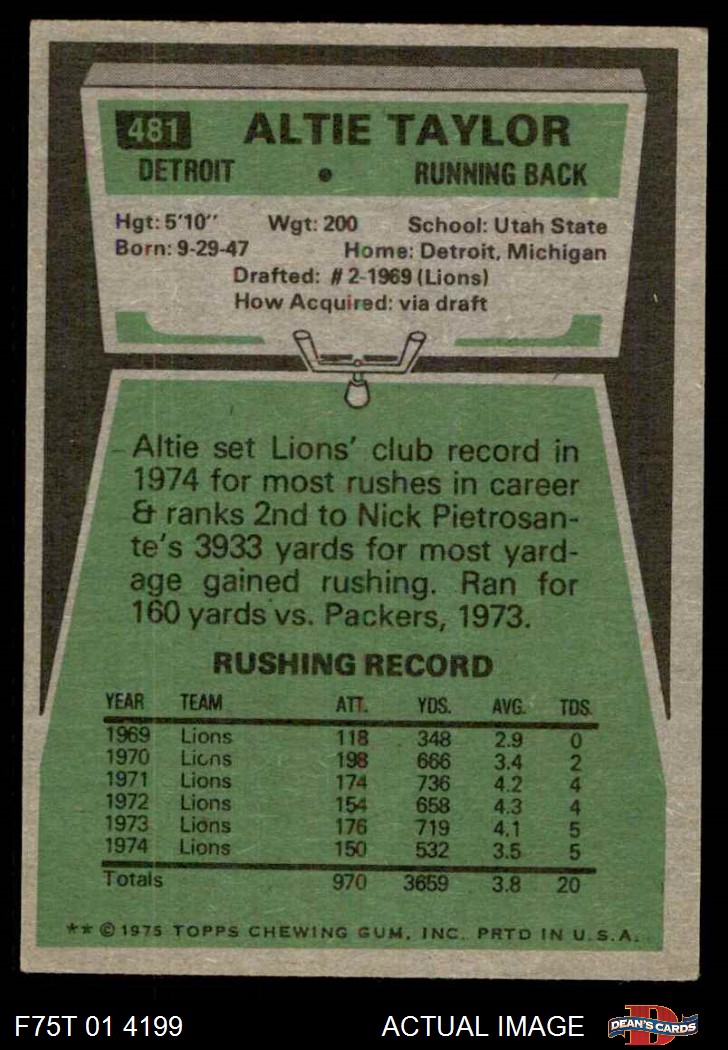 481 ALTIE TAYLOR
DETROIT • RUNNING BACK
Hgt: 5'10" Wgt: 200 School: Utah State
Born: 9-29-47 Home: Detroit, Michigan
Drafted: #2-1969 (Lions)
How Acquired: via draft
Altie set Lions' club record in
1974 for most rushes in career
& ranks 2nd to Nick Pietrosan-
te's 3933 yards for most yard-
age gained rushing. Ran for
160 yards vs. Packers, 1973.
RUSHING RECORD
YEAR TEAM ATT. YDS. AVG. TDS.
1969 Lions 118 348 2.9 0
1970 Lions 198 666 3.4 2
1971 Lions 174 736 4.2 4
1972 Lions 154 658 4.3 4
1973 Lions 176 719 4.1 5
1974 Lions 150 532 3.5 5
Totals 970 3659 3.8 20
** © 1975 TOPPS CHEWING GUM, INC. PRTD IN U.S.A.
F75T 01 4199 ACTUAL IMAGE D DEAN'S CARDS